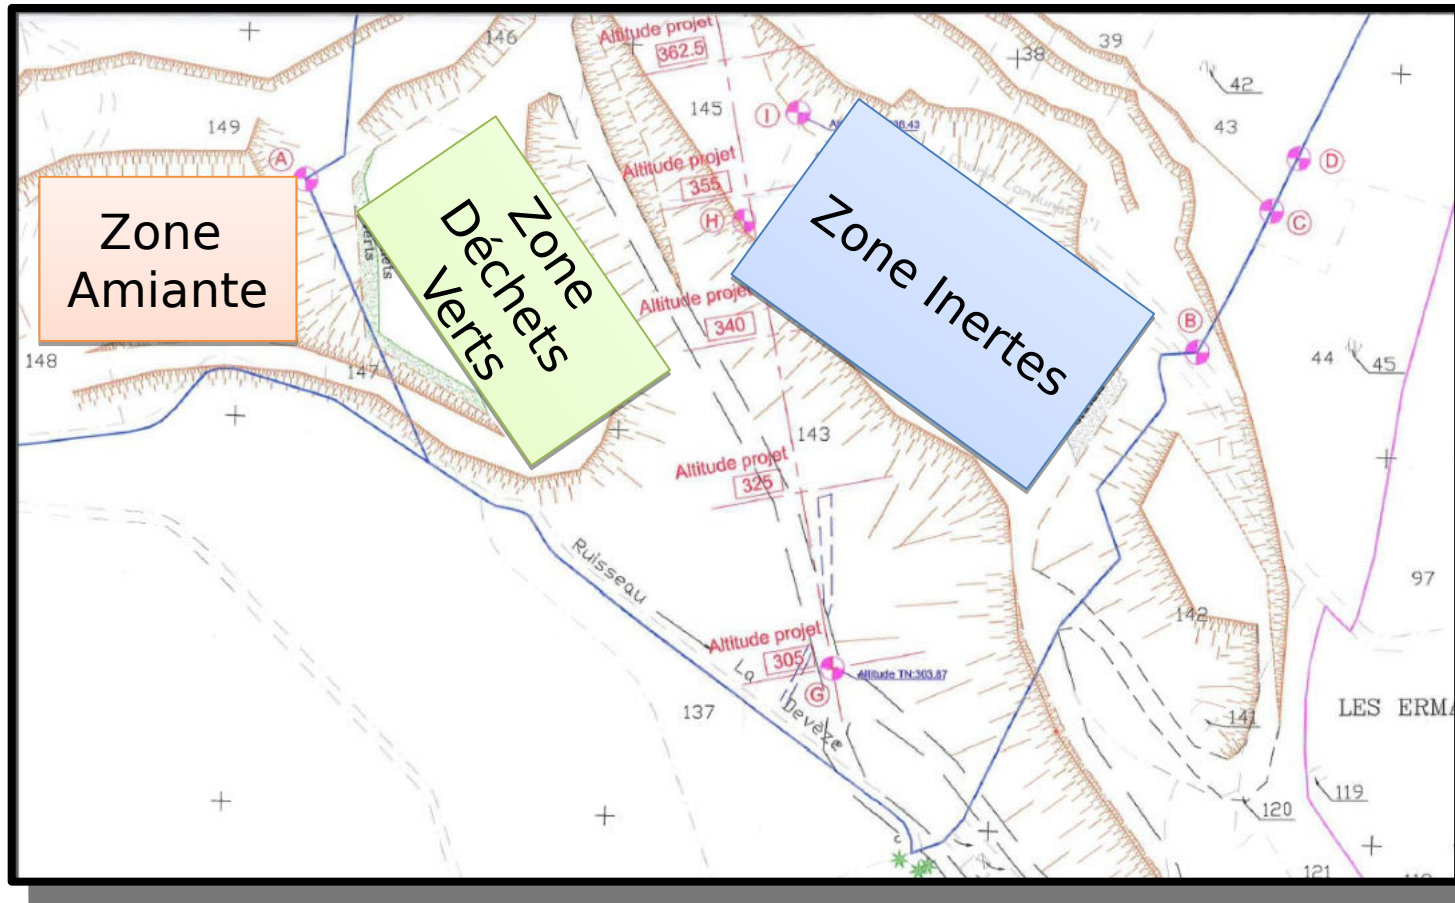 Altitude projet
362.5
146
39
38
42
145
I
43
149
A
D
Altitude projet
355
H
C
Zone
Amiante
Zone
Déchets
Verts
Zone Inertes
Altitude projet
340
B
148
147
44
45
143
Altitude projet
325
Ruisseau
97
142
Altitude projet
305
Altitude TN:303.87
La
G
137
Devèze
141
LES ERMA
119
120
121